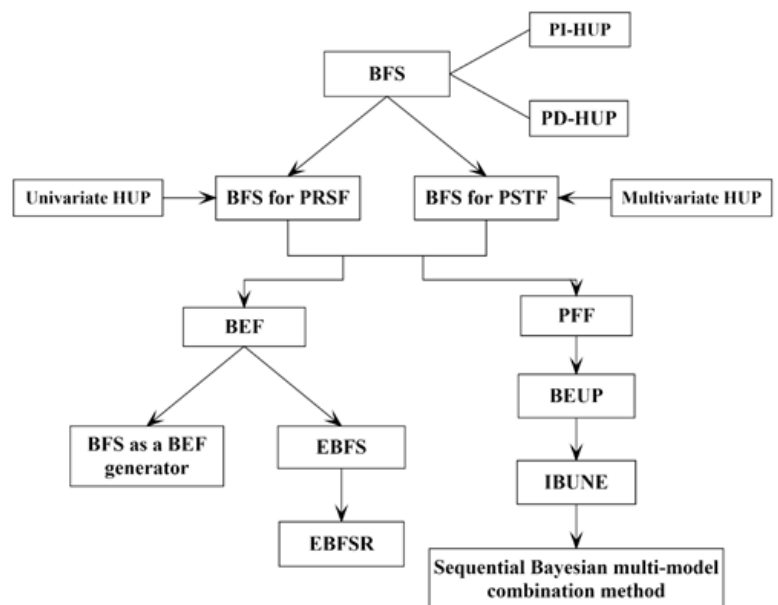 PI-HUP
BFS
PD-HUP
Univariate HUP
BFS for PRSF
BFS for PSTF
Multivariate HUP
BEF
PFF
BEUP
BFS as a BEF
generator
EBFS
IBUNE
EBFSR
Sequential Bayesian multi-model
combination method